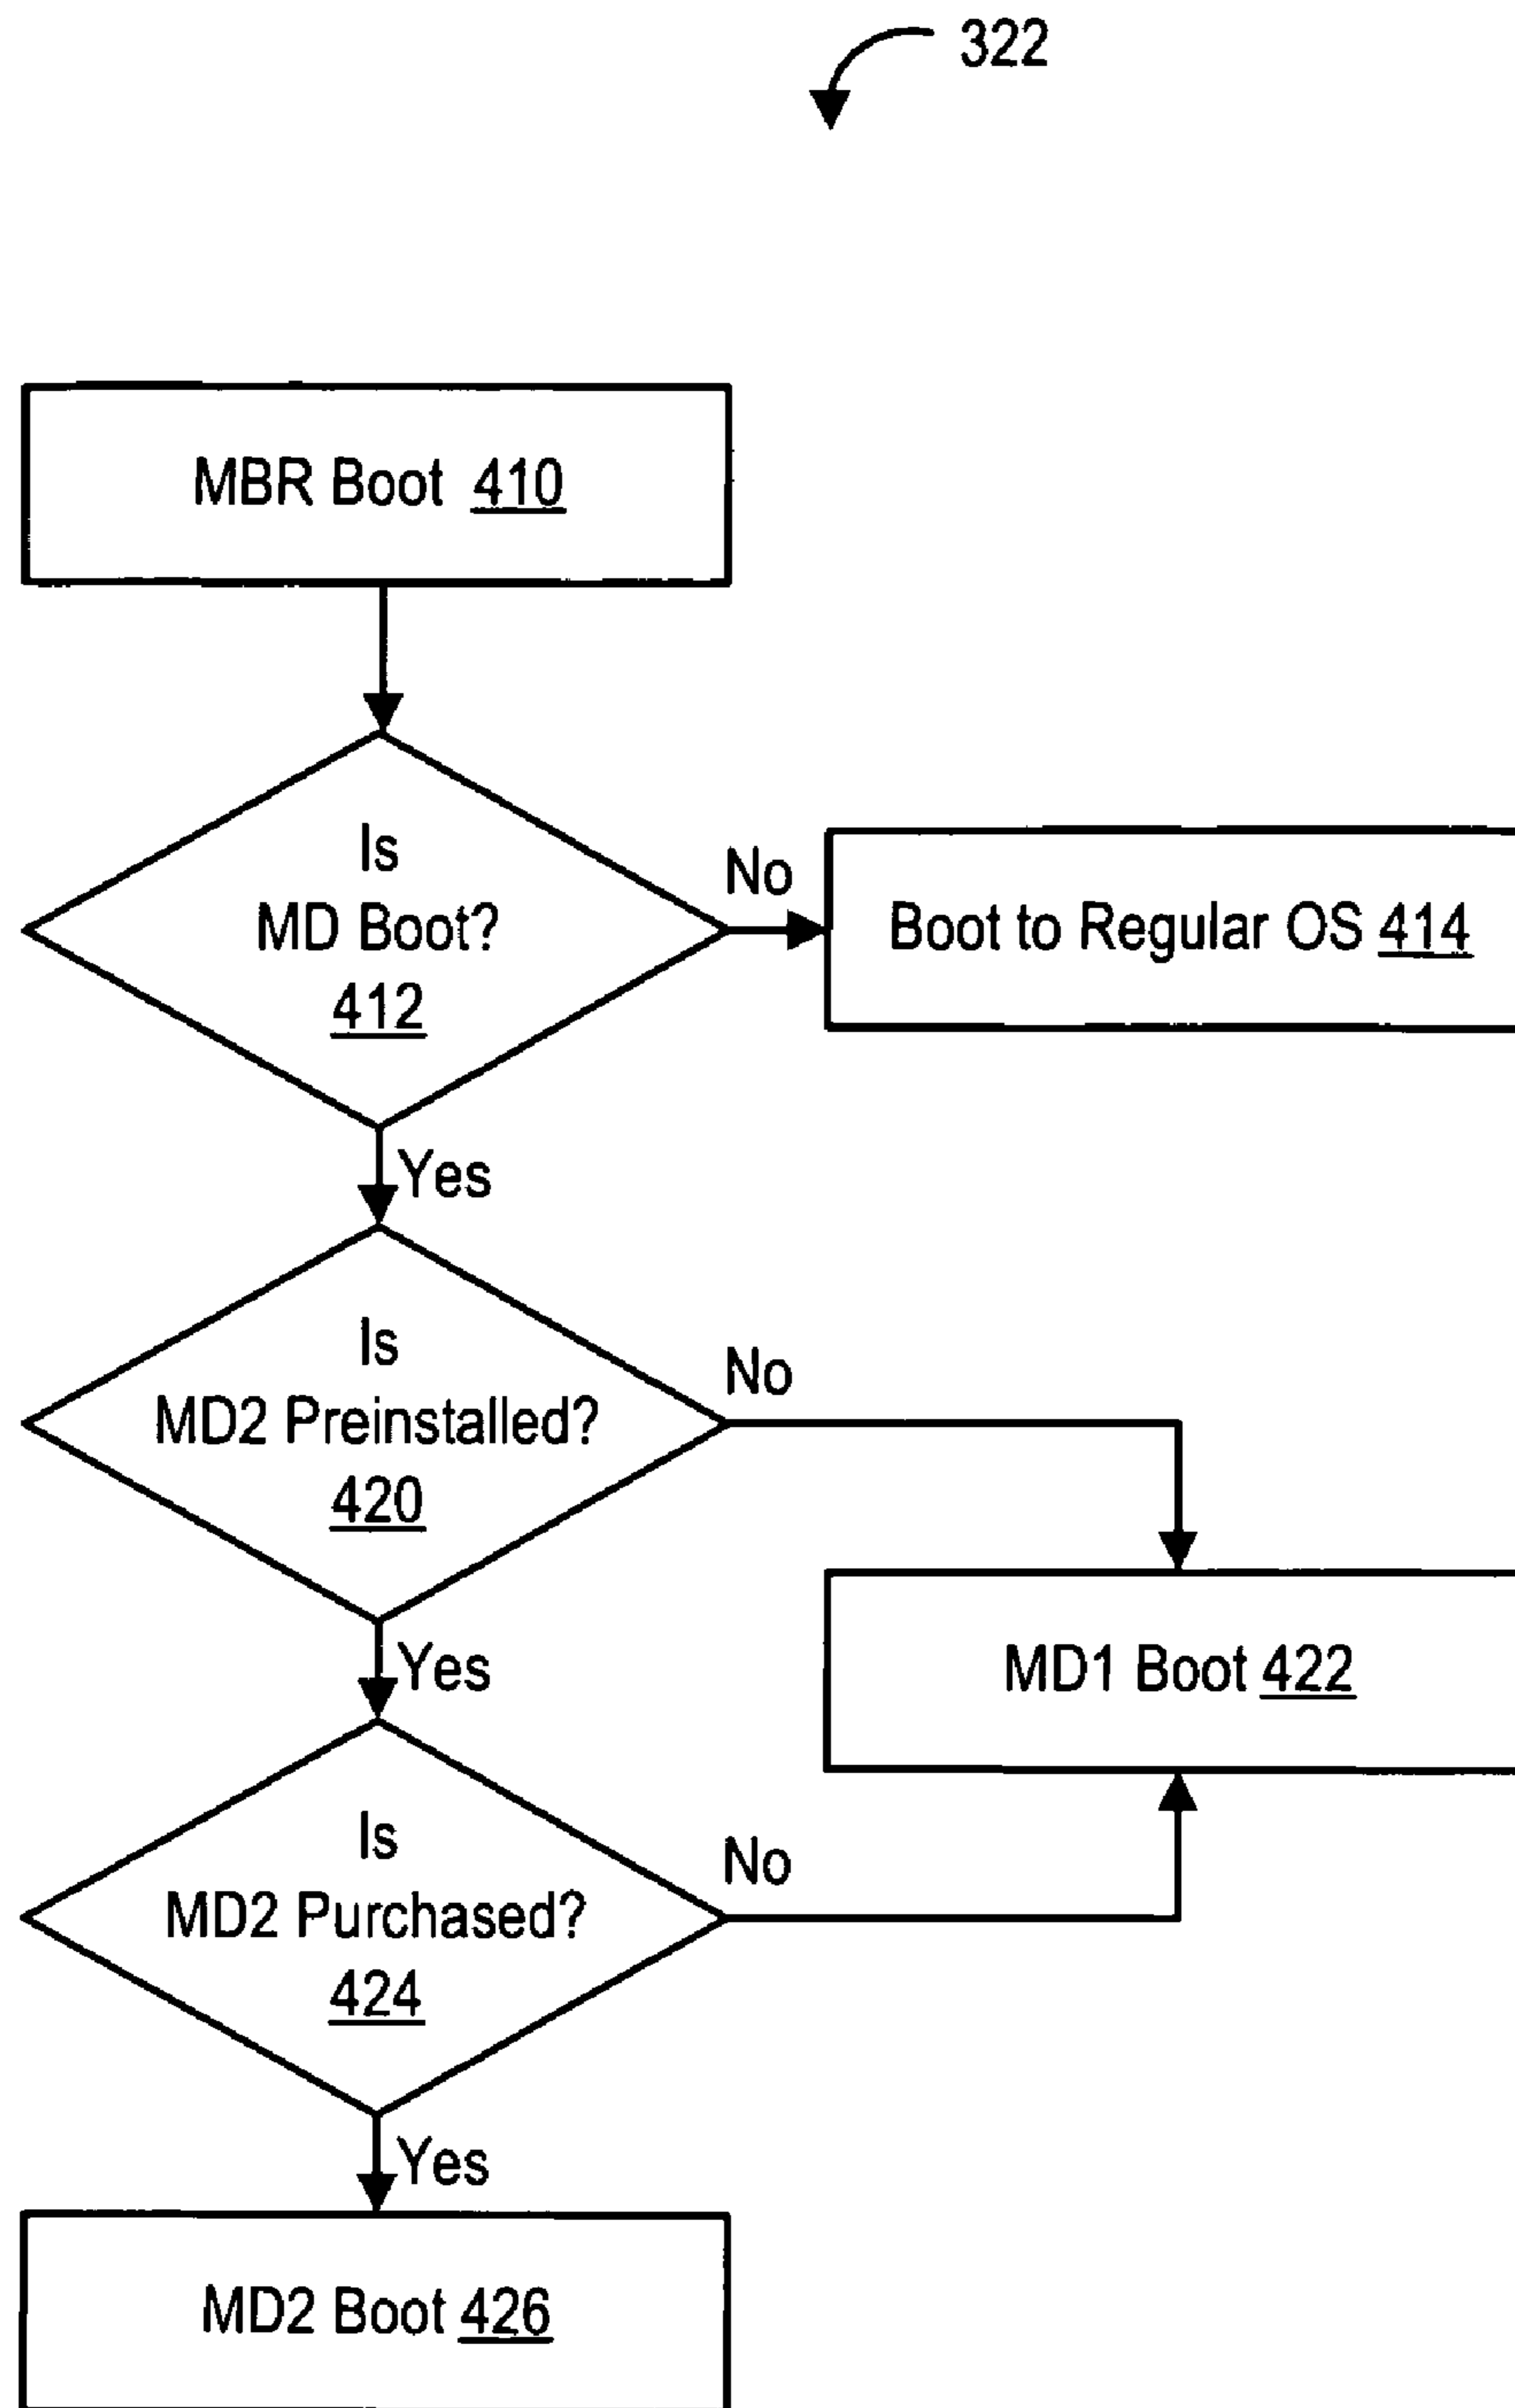 322
MBR Boot 410
Is
MD Boot?
412
No
Boot to Regular OS 414
Yes
Is
MD2 Preinstalled?
420
No
Yes
MD1 Boot 422
Is
MD2 Purchased?
424
No
Yes
MD2 Boot 426